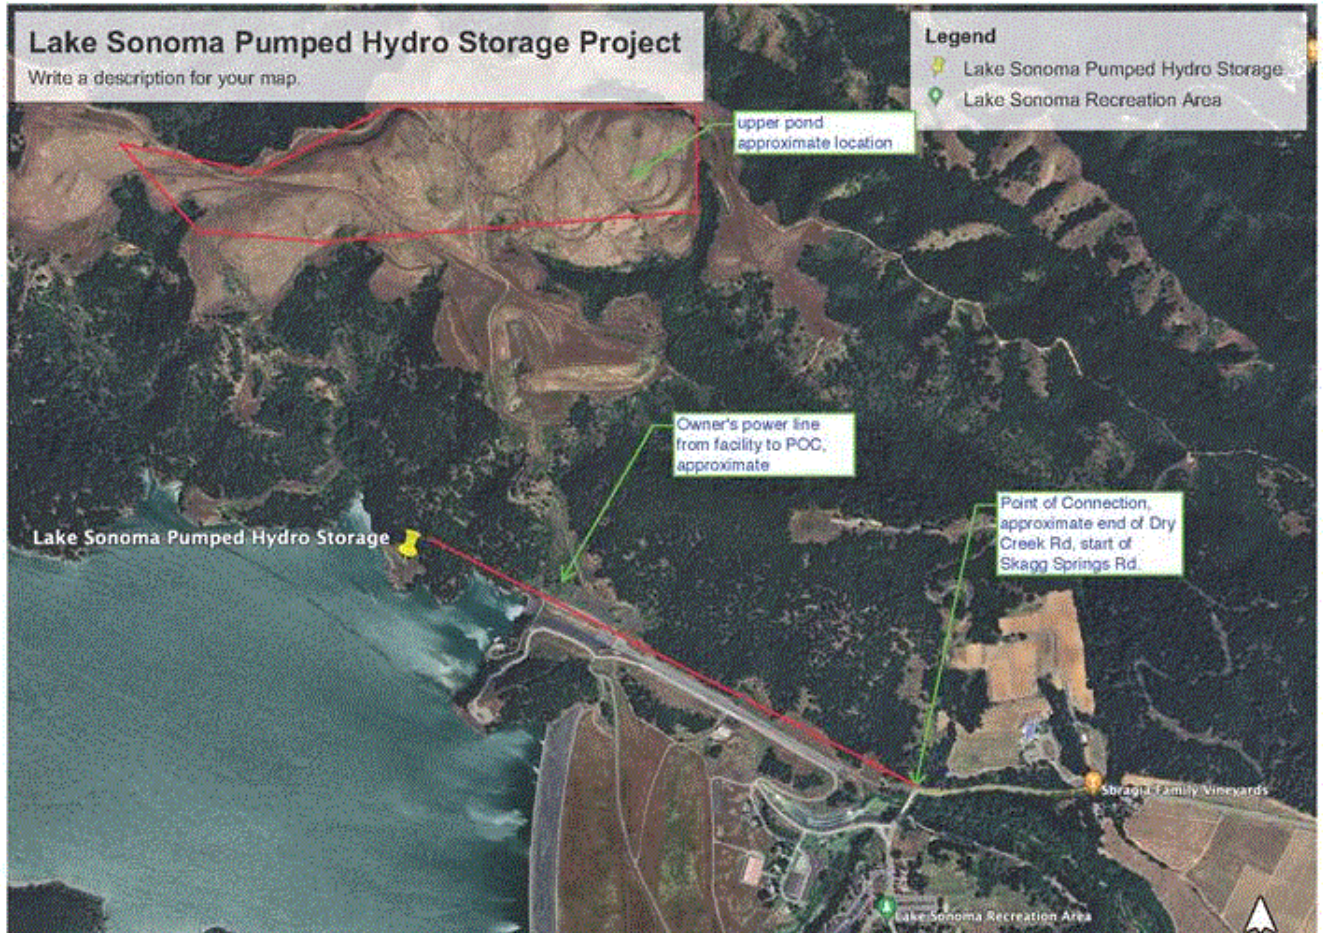 Lake Sonoma Pumped Hydro Storage Project
Write a description for your map.
Legend
Lake Sonoma Pumped Hydro Storage
Lake Sonoma Recreation Area
upper pond
approximate location
Owner's power line
from facility to POC,
approximate
Point of Connection,
approximate end of Dry
Creek Rd, start of
Skagg Springs Rd.
Lake Sonoma Pumped Hydro Storage
Sbragia Family Vineyards
Lake Sonoma Recreation Area